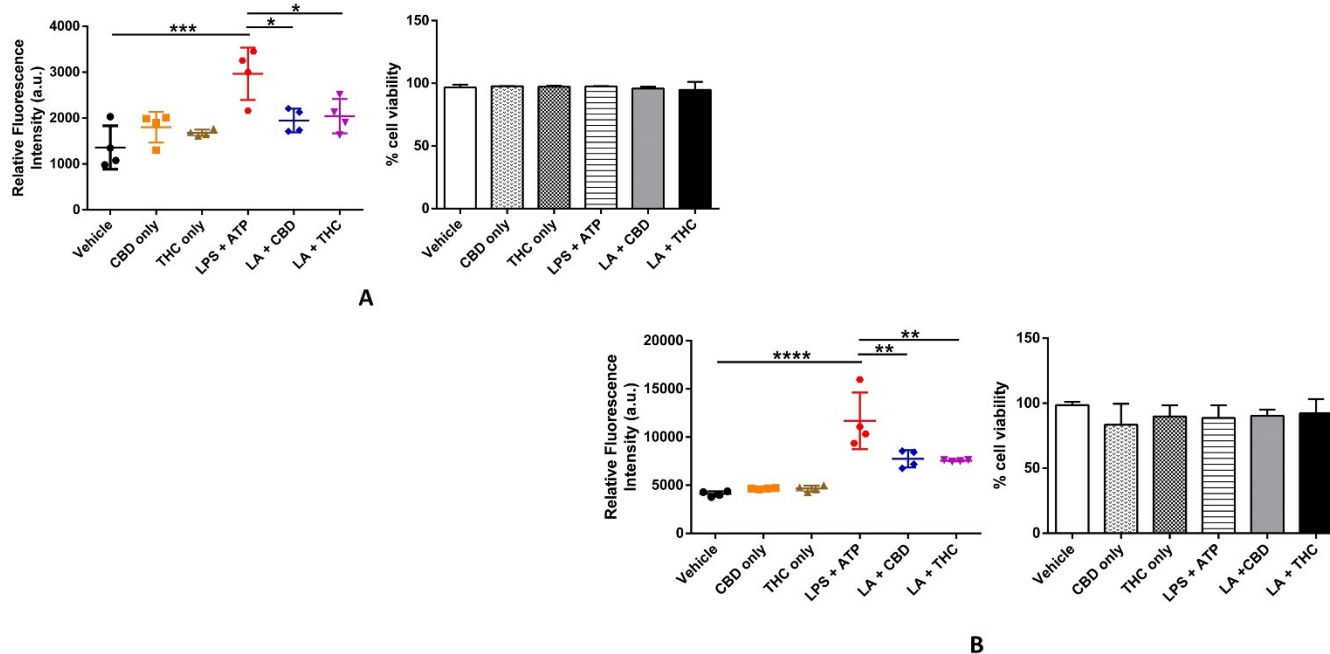 ***
*
*
Relative Fluorescence
Intensity (a.u.)
4000
3000
2000
1000
0
Vehicle
CBD only
THC only
LPS + ATP
LA + CBD
LA + THC
% cell viability
150
100
50
0
Vehicle
CBD only
THC only
LPS + ATP
LA + CBD
LA + THC
A
****
**
**
Relative Fluorescence
Intensity (a.u.)
20000
15000
10000
5000
0
Vehicle
CBD only
THC only
LPS + ATP
LA + CBD
LA + THC
% cell viability
150
100
50
0
Vehicle
CBD only
THC only
LPS + ATP
LA +CBD
LA + THC
B